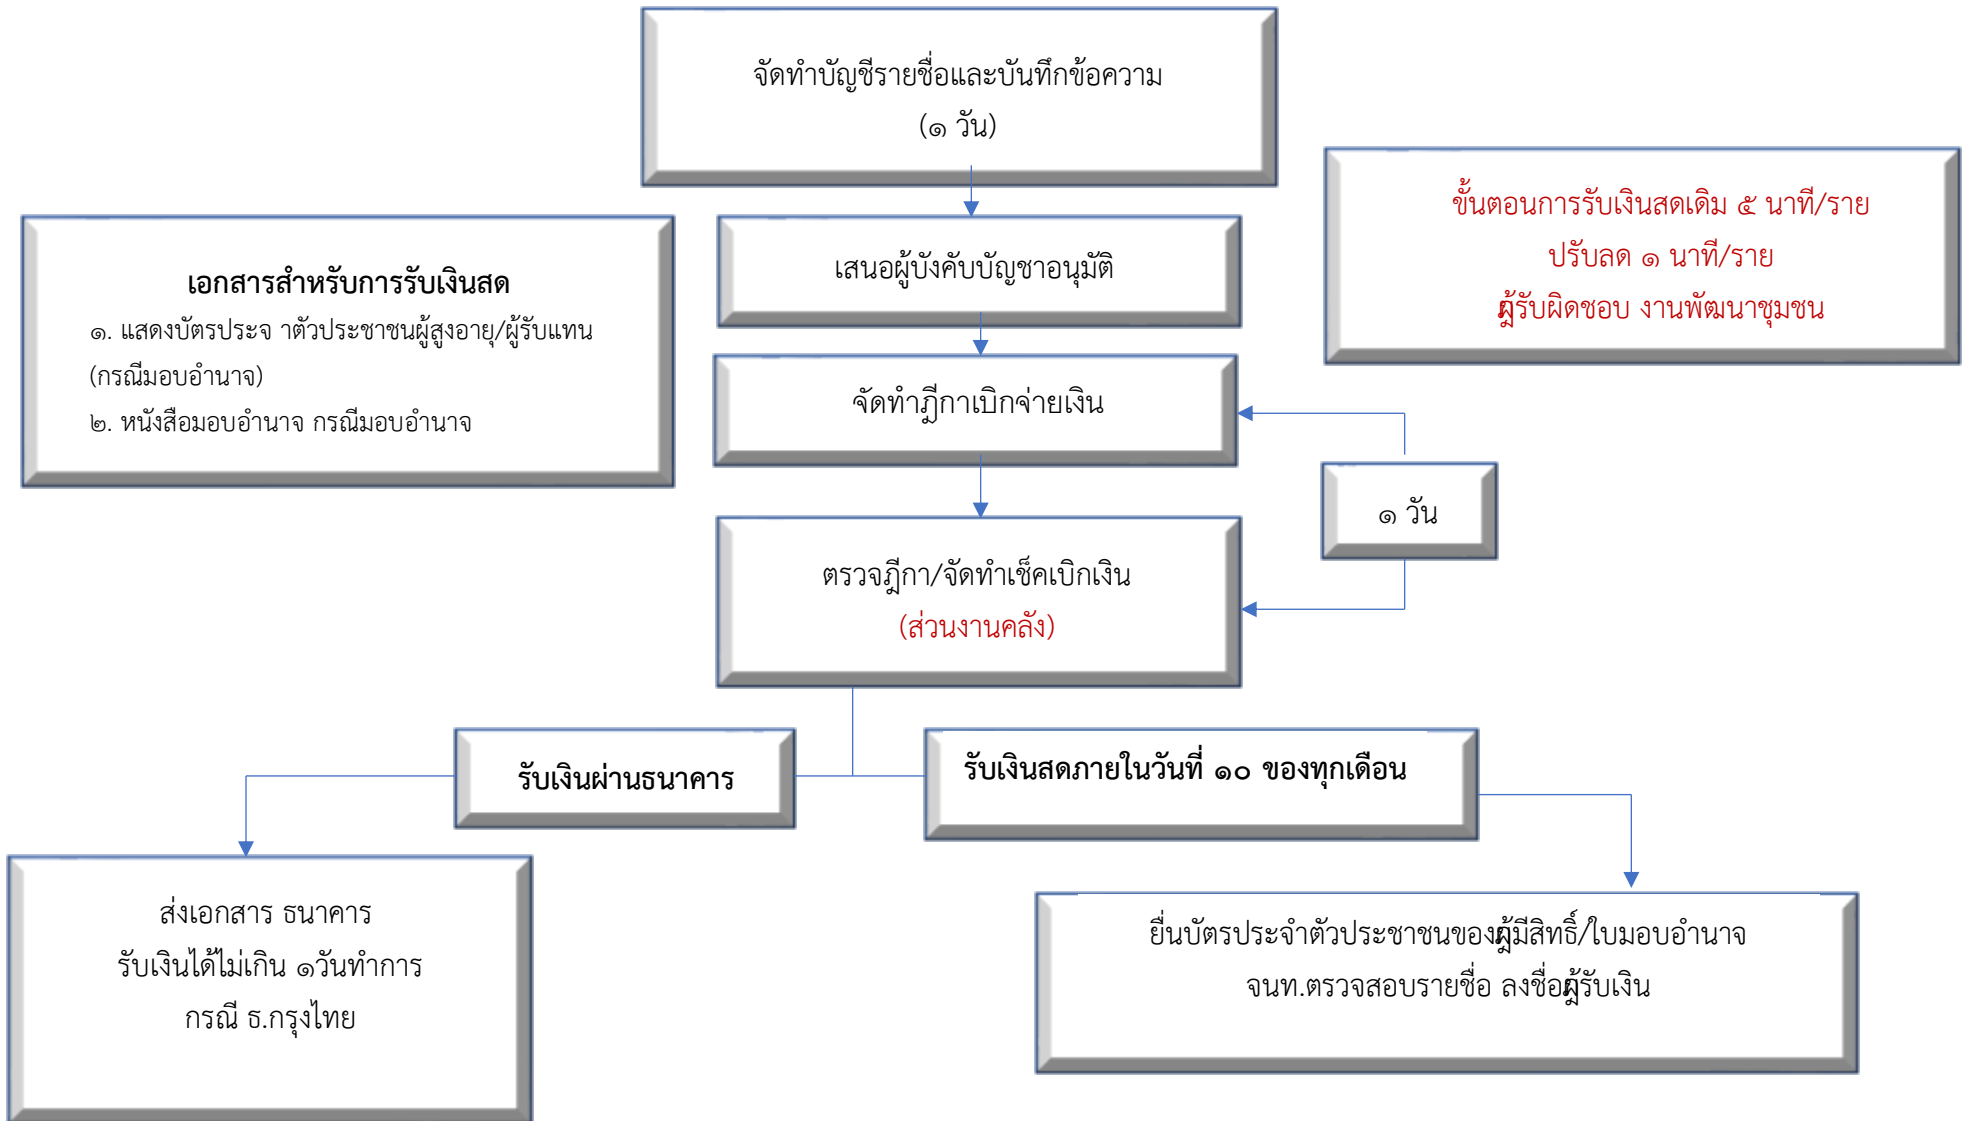 จัดทำบัญชีรายชื่อและบันทึกข้อความ
(๑ วัน)
ขั้นตอนการรับเงินสดเดิม ๕ นาที/ราย
ปรับลด ๑ นาที/ราย
ผู้รับผิดชอบ งานพัฒนาชุมชน
เอกสารสำหรับการรับเงินสด
๑. แสดงบัตรประจ าตัวประชาชนผู้สูงอายุ/ผู้รับแทน
(กรณีมอบอำนาจ)
๒. หนังสือมอบอำนาจ กรณีมอบอำนาจ
เสนอผู้บังคับบัญชาอนุมัติ
จัดทำฎีกาเบิกจ่ายเงิน
๑ วัน
ตรวจฎีกา/จัดทำเช็คเบิกเงิน
(ส่วนงานคลัง)
รับเงินผ่านธนาคาร
รับเงินสดภายในวันที่ ๑๐ ของทุกเดือน
ส่งเอกสาร ธนาคาร
รับเงินได้ไม่เกิน ๑วันทำการ
กรณี ธ.กรุงไทย
ยื่นบัตรประจำตัวประชาชนของผู้มีสิทธิ์/ใบมอบอำนาจ
จนท.ตรวจสอบรายชื่อ ลงชื่อผู้รับเงิน